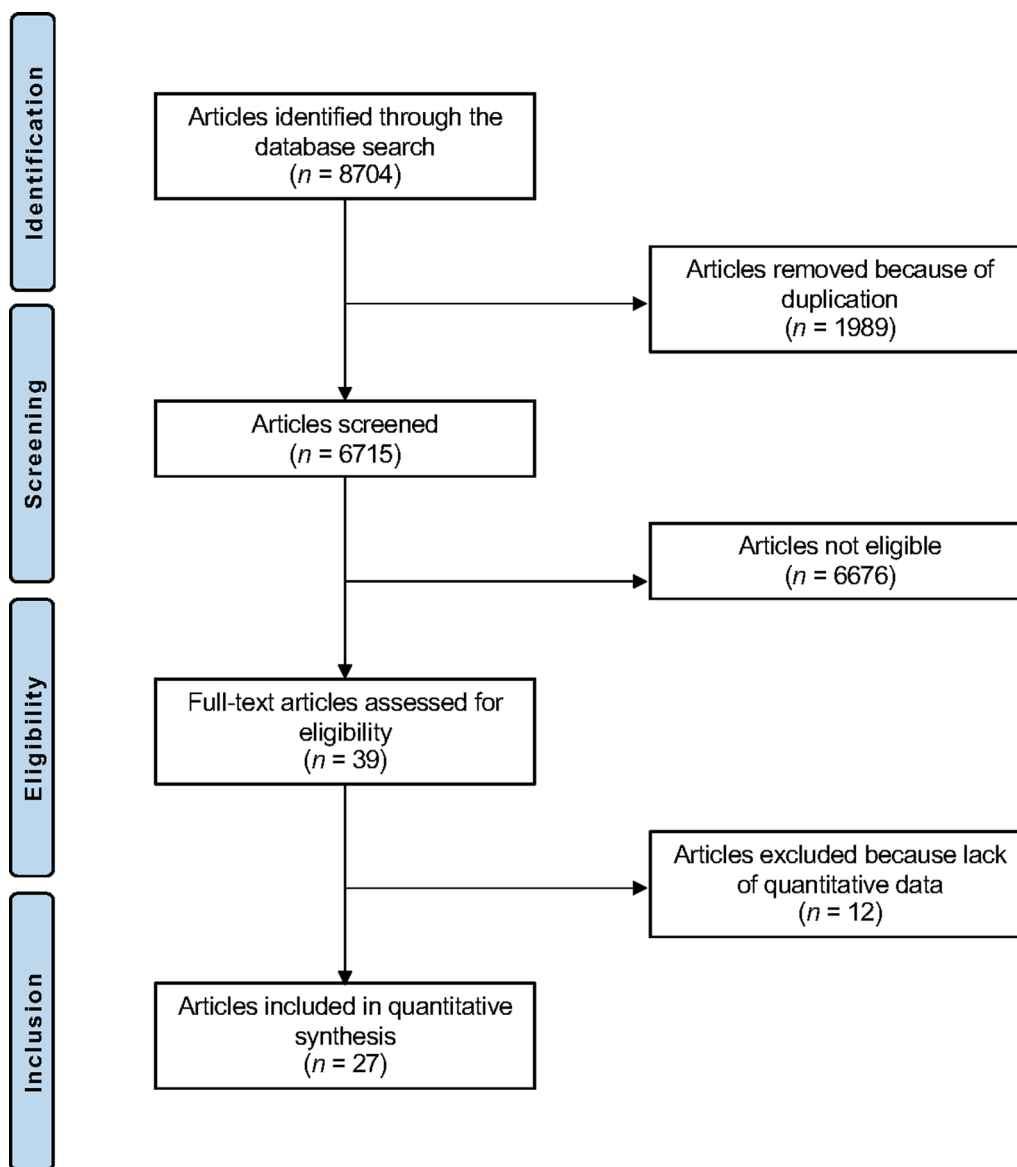 Identification
Articles identified through the
database search
(n = 8704)
Articles removed because of
duplication
(n = 1989)
Screening
Articles screened
(n = 6715)
Articles not eligible
(n = 6676)
Eligibility
Full-text articles assessed for
eligibility
(n = 39)
Articles excluded because lack
of quantitative data
(n = 12)
Inclusion
Articles included in quantitative
synthesis
(n = 27)